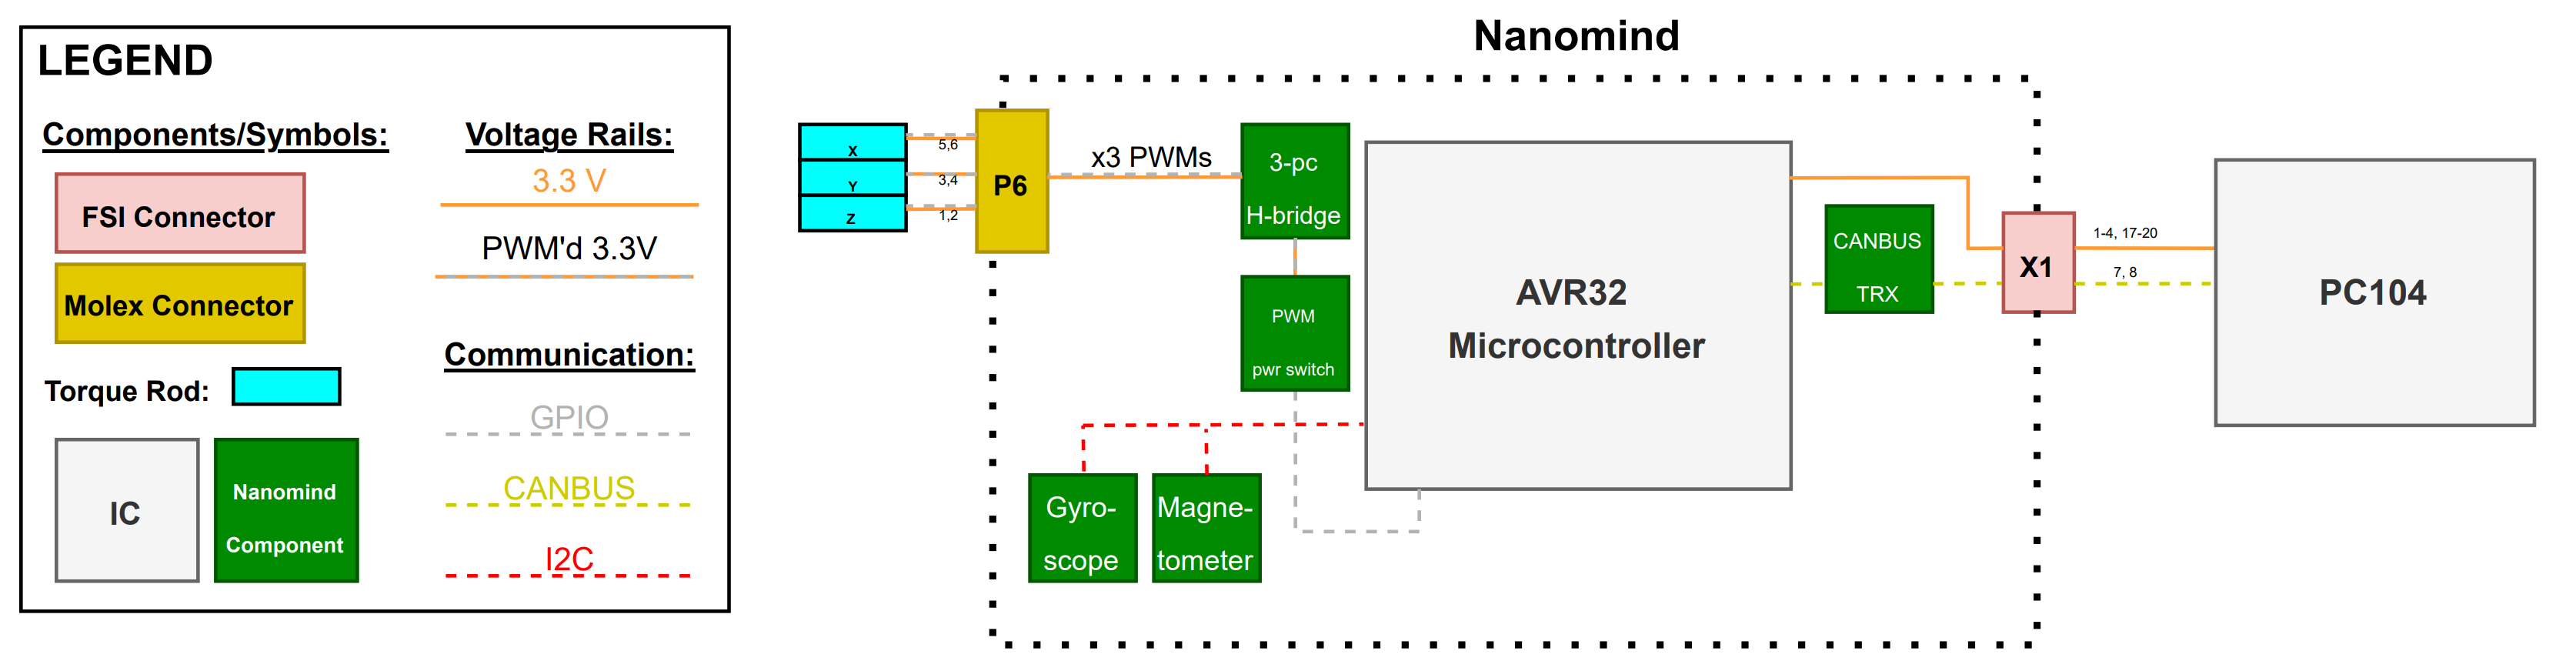 LEGEND
Components/Symbols:
FSI Connector
Molex Connector
Torque Rod:
IC
Nanomind
Component
Voltage Rails:
3.3 V
PWM'd 3.3V
Communication:
GPIO
CANBUS
I2C
Nanomind
X
Y
Z
5,6
3,4
1,2
P6
x3 PWMs
3-pc
H-bridge
PWM
pwr switch
Gyro-
scope
Magne-
tometer
AVR32
Microcontroller
CANBUS
TRX
X1
1-4, 17-20
7, 8
PC104